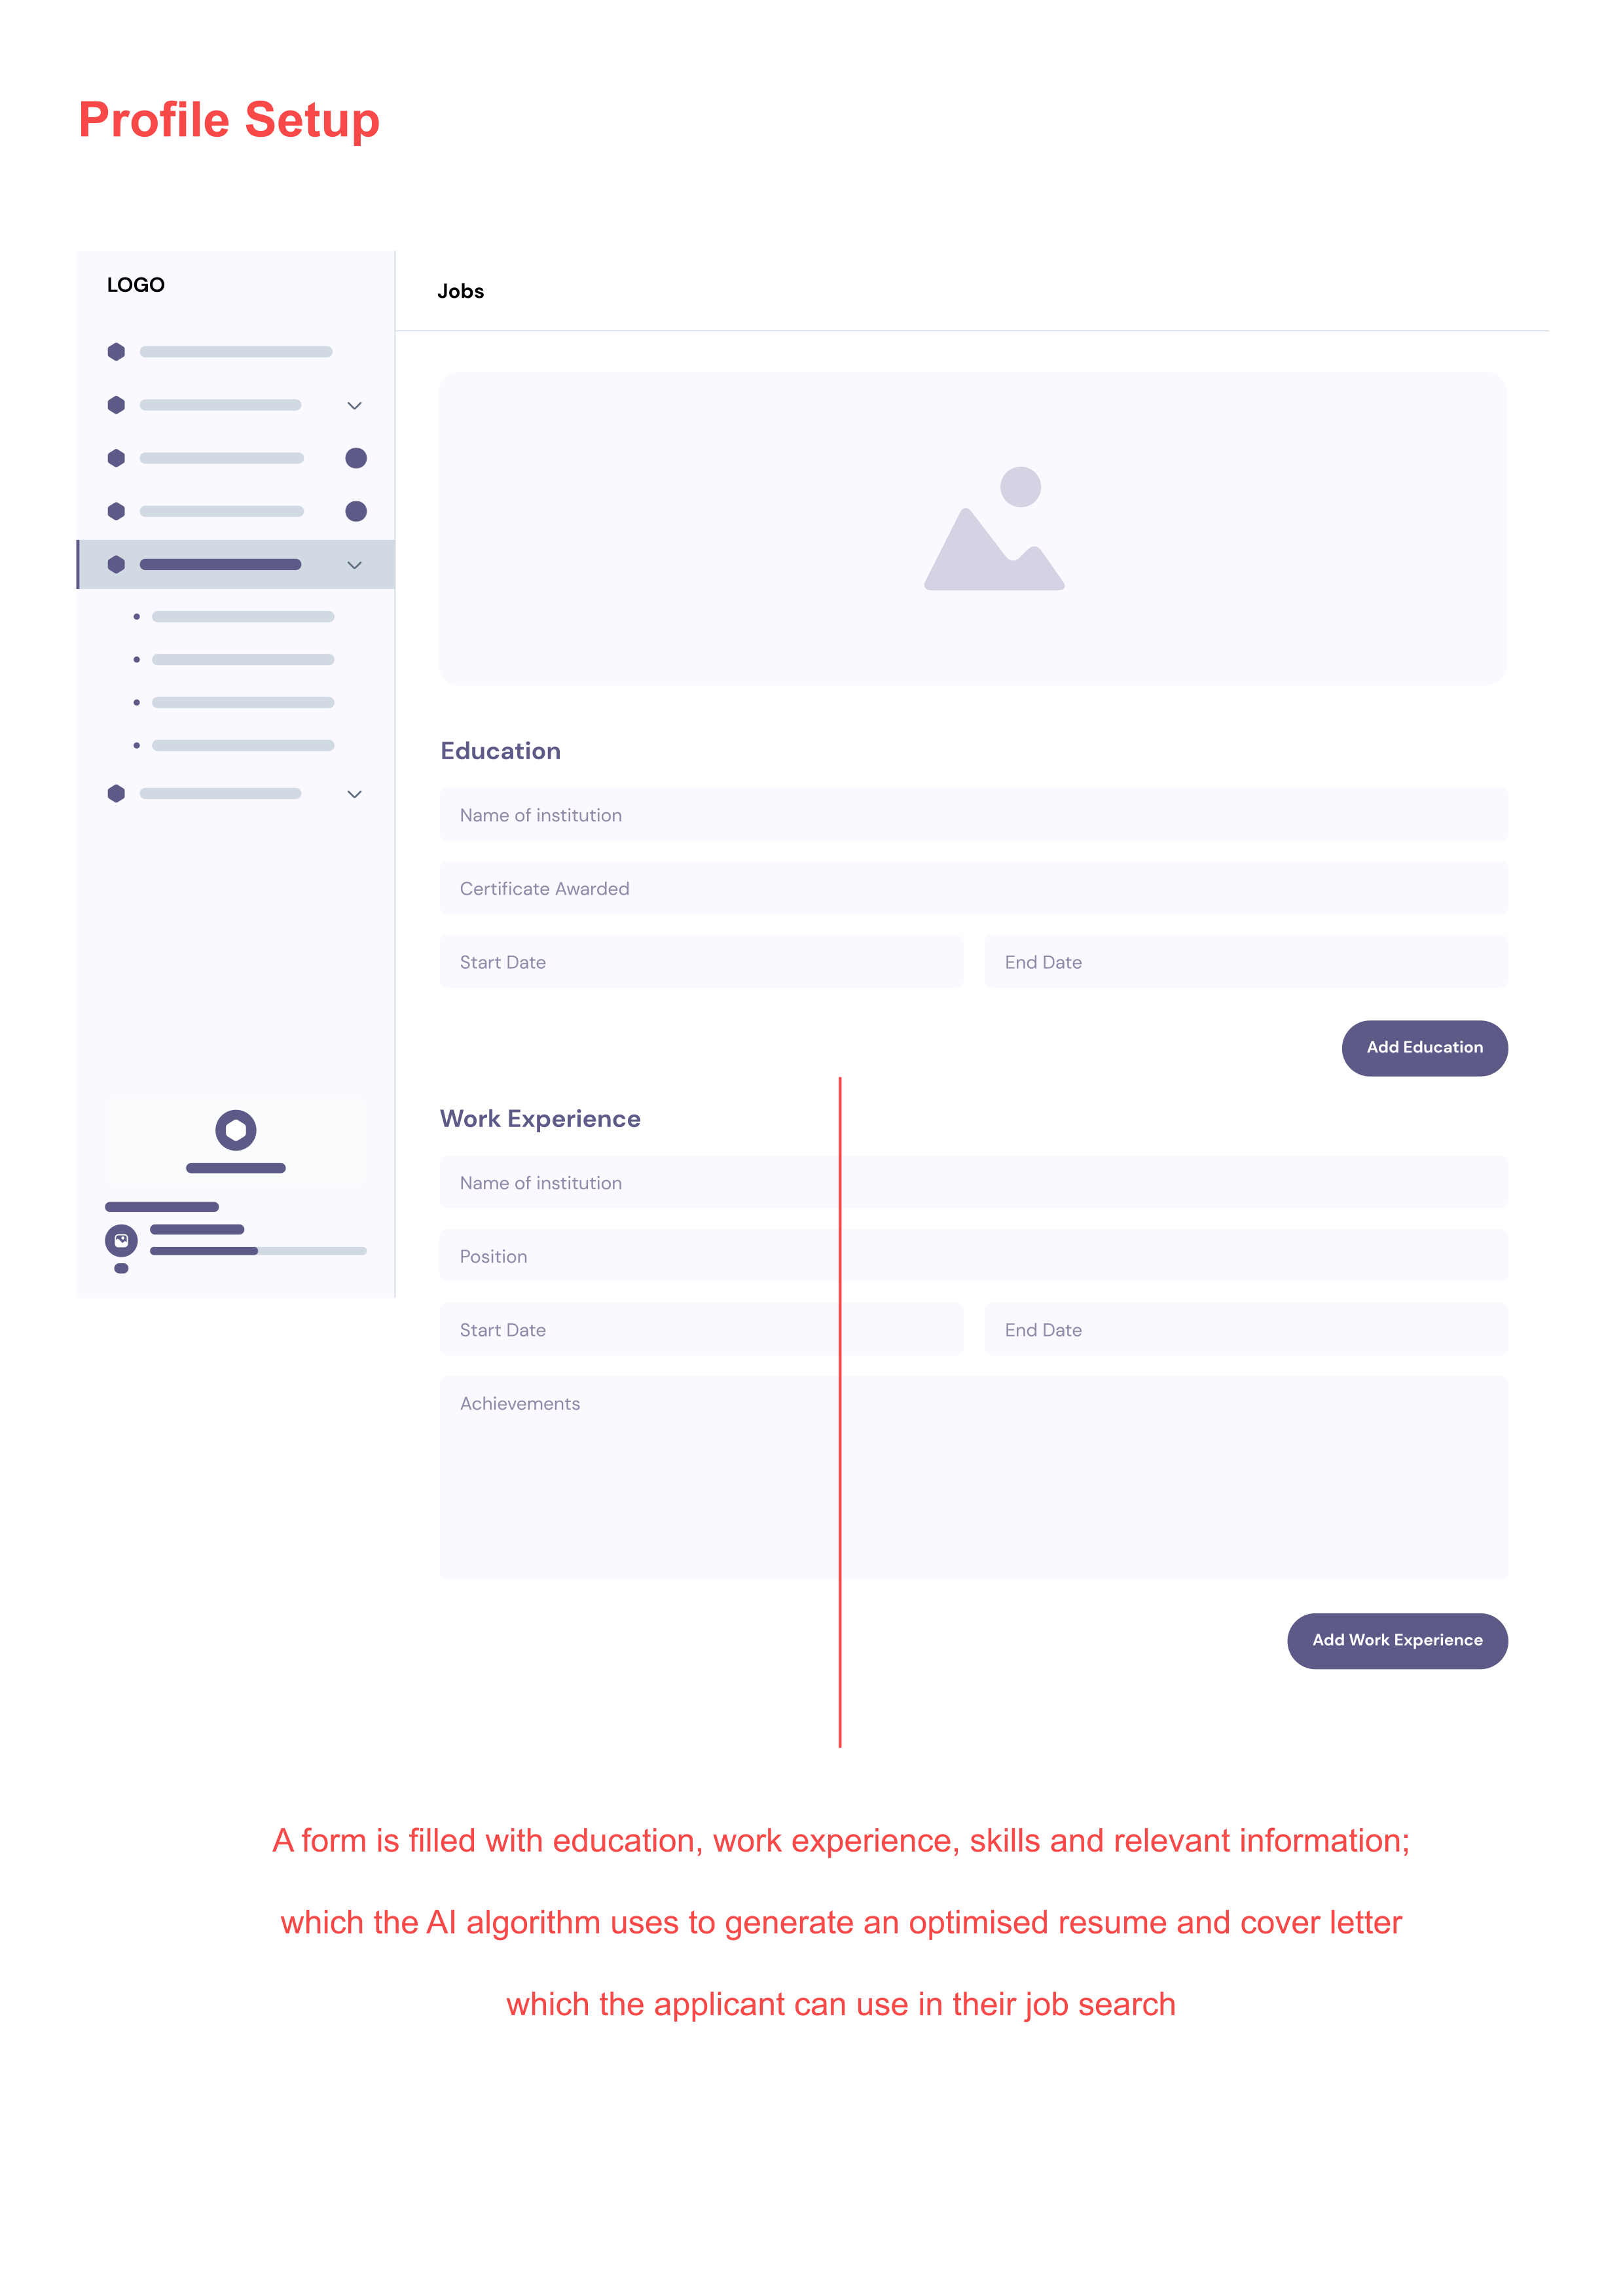 Profile Setup
LOGO
Jobs
Education
Name of institution
Certificate Awarded
Start Date
End Date
Add Education
Work Experience
Name of institution
Position
Start Date
End Date
Achievements
Add Work Experience
A form is filled with education, work experience, skills and relevant information;
which the AI algorithm uses to generate an optimised resume and cover letter
which the applicant can use in their job search